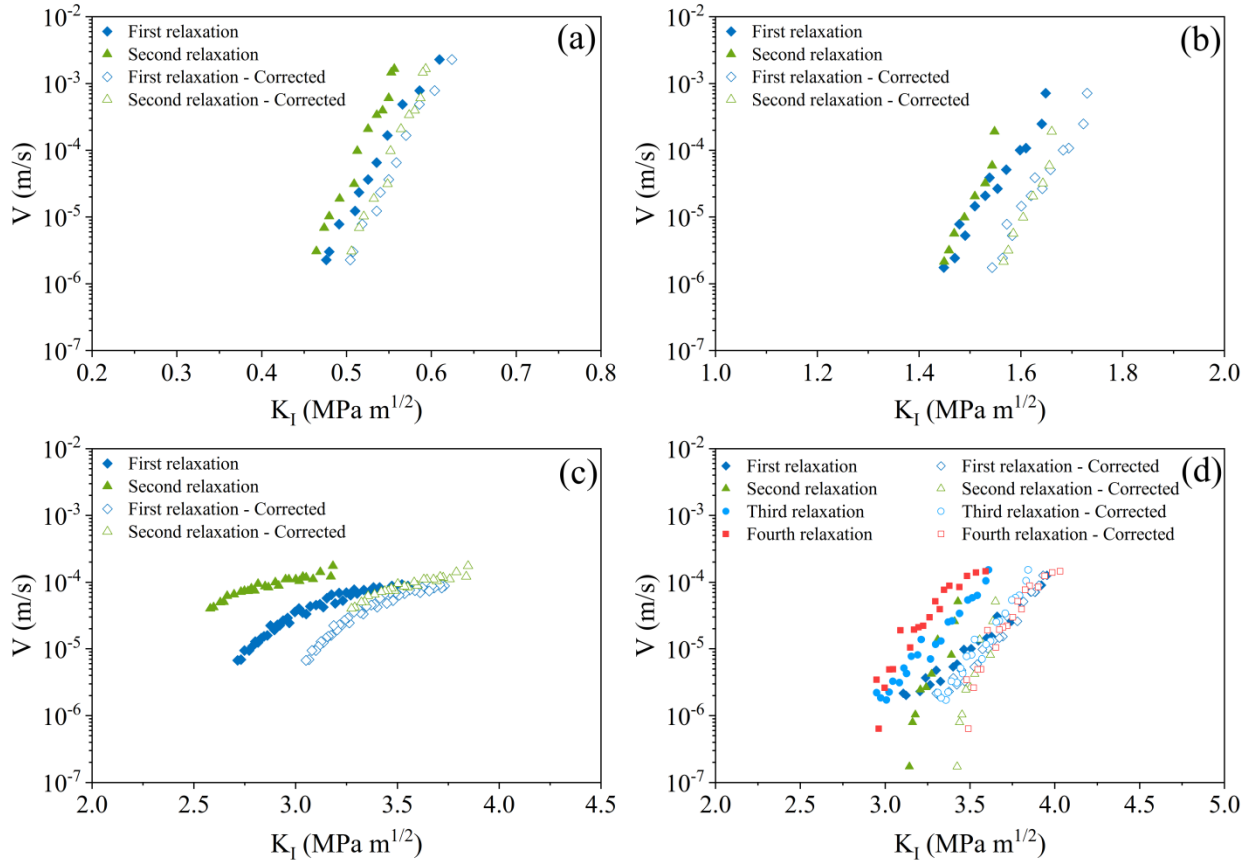 (a)
First relaxation
Second relaxation
First relaxation - Corrected
Second relaxation - Corrected
10^-2
10^-3
10^-4
10^-5
10^-6
10^-7
V (m/s)
0.2 0.3 0.4 0.5 0.6 0.7 0.8
K_I (MPa m^1/2)
(b)
First relaxation
Second relaxation
First relaxation - Corrected
Second relaxation - Corrected
10^-2
10^-3
10^-4
10^-5
10^-6
10^-7
V (m/s)
1.0 1.2 1.4 1.6 1.8 2.0
K_I (MPa m^1/2)
(c)
First relaxation
Second relaxation
First relaxation - Corrected
Second relaxation - Corrected
10^-2
10^-3
10^-4
10^-5
10^-6
10^-7
V (m/s)
2.0 2.5 3.0 3.5 4.0 4.5
K_I (MPa m^1/2)
(d)
First relaxation
Second relaxation
Third relaxation
Fourth relaxation
First relaxation - Corrected
Second relaxation - Corrected
Third relaxation - Corrected
Fourth relaxation - Corrected
10^-2
10^-3
10^-4
10^-5
10^-6
10^-7
V (m/s)
2.0 2.5 3.0 3.5 4.0 4.5 5.0
K_I (MPa m^1/2)